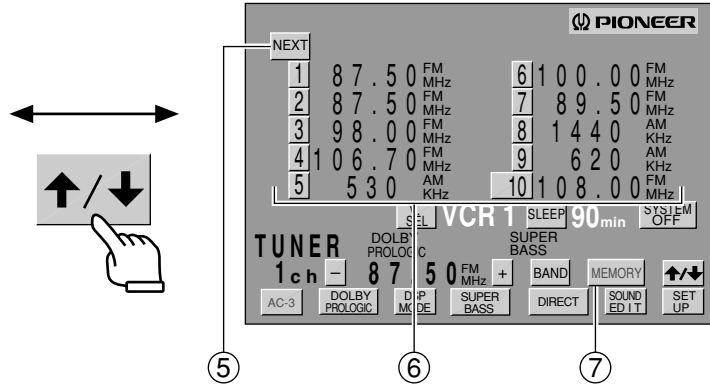 PIONEER
NEXT
1 87.50 FM MHz
2 87.50 FM MHz
3 98.00 FM MHz
4 106.70 FM MHz
5 530 AM KHz
6 100.00 FM MHz
7 89.50 FM MHz
8 1440 AM KHz
9 620 AM KHz
10 108.00 FM MHz
↑/↓
SEL VCR 1 SLEEP 90min SYSTEM OFF
TUNER DOLBY PROLOGIC SUPER BASS
1ch − 87.50 FM MHz + BAND MEMORY ↑/↓
AC-3 DOLBY PROLOGIC DSP MODE SUPER BASS DIRECT SOUND EDIT SET UP
5 6 7